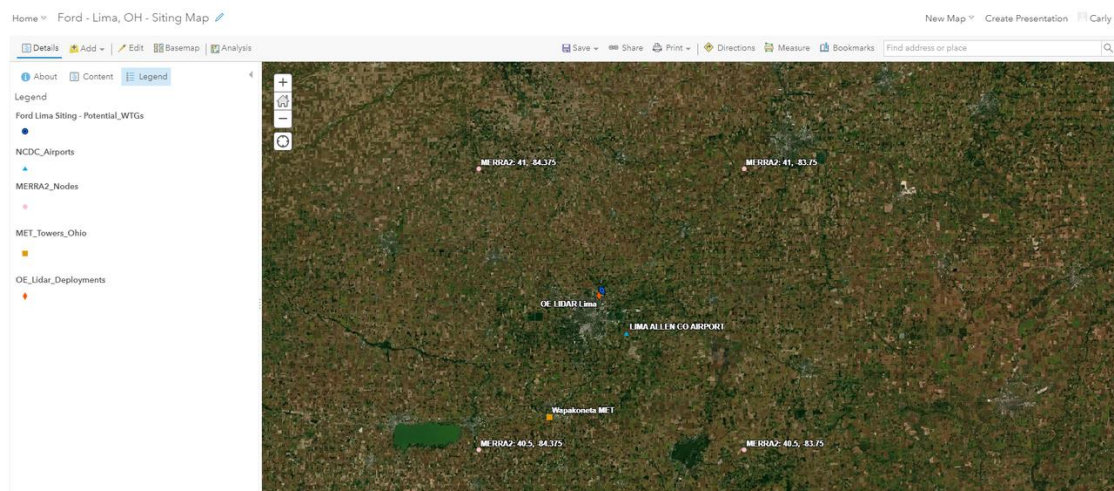 Home Ford - Lima, OH - Siting Map New Map Create Presentation Carly
Details Add Edit Basemap Analysis Save Share Print Directions Measure Bookmarks Find address or place
About Content Legend
Legend
Ford Lima Siting - Potential_WTGs
NCDC_Airports
MERRA2_Nodes
MET_Towers_Ohio
OE_Lidar_Deployments
MERRA2: 41, -84.375
MERRA2: 41, -83.75
OE LIDAR Lima
LIMA ALLEN CO AIRPORT
Wapakoneta MET
MERRA2: 40.5, -84.375
MERRA2: 40.5, -83.75